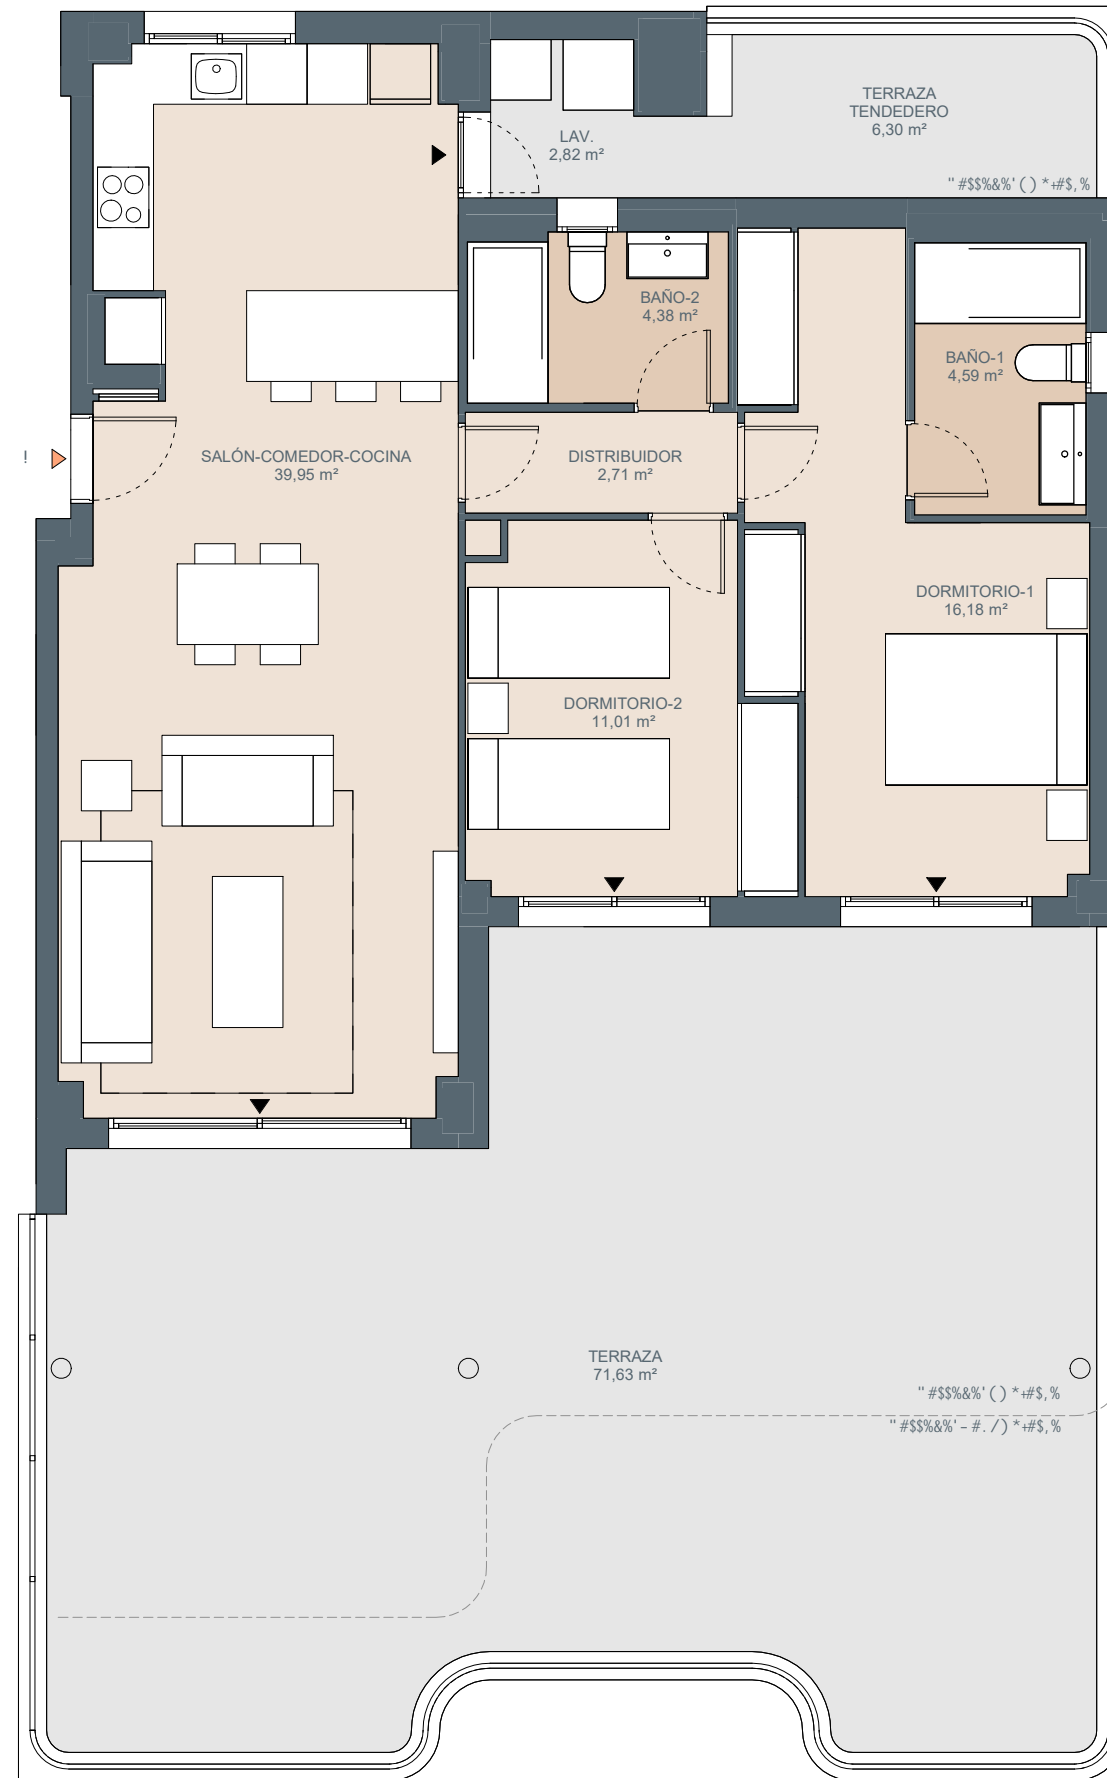 TERRAZA
TENDEDERO
6,30 m²
LAV.
2,82 m²
" #$$%&%' ( ) *+#$, %
BAÑO-2
4,38 m²
BAÑO-1
4,59 m²
!
SALÓN-COMEDOR-COCINA
39,95 m²
DISTRIBUIDOR
2,71 m²
DORMITORIO-1
16,18 m²
DORMITORIO-2
11,01 m²
TERRAZA
71,63 m²
" #$$%&%' ( ) *+#$, %
" #$$%&%' - #. /) *+#$, %